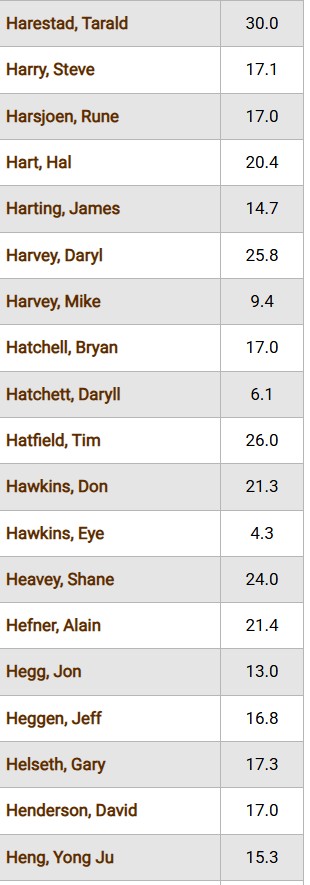 Harestad, Tarald 30.0
Harry, Steve 17.1
Harsjoen, Rune 17.0
Hart, Hal 20.4
Harting, James 14.7
Harvey, Daryl 25.8
Harvey, Mike 9.4
Hatchell, Bryan 17.0
Hatchett, Daryll 6.1
Hatfield, Tim 26.0
Hawkins, Don 21.3
Hawkins, Eye 4.3
Heavey, Shane 24.0
Hefner, Alain 21.4
Hegg, Jon 13.0
Heggen, Jeff 16.8
Helseth, Gary 17.3
Henderson, David 17.0
Heng, Yong Ju 15.3